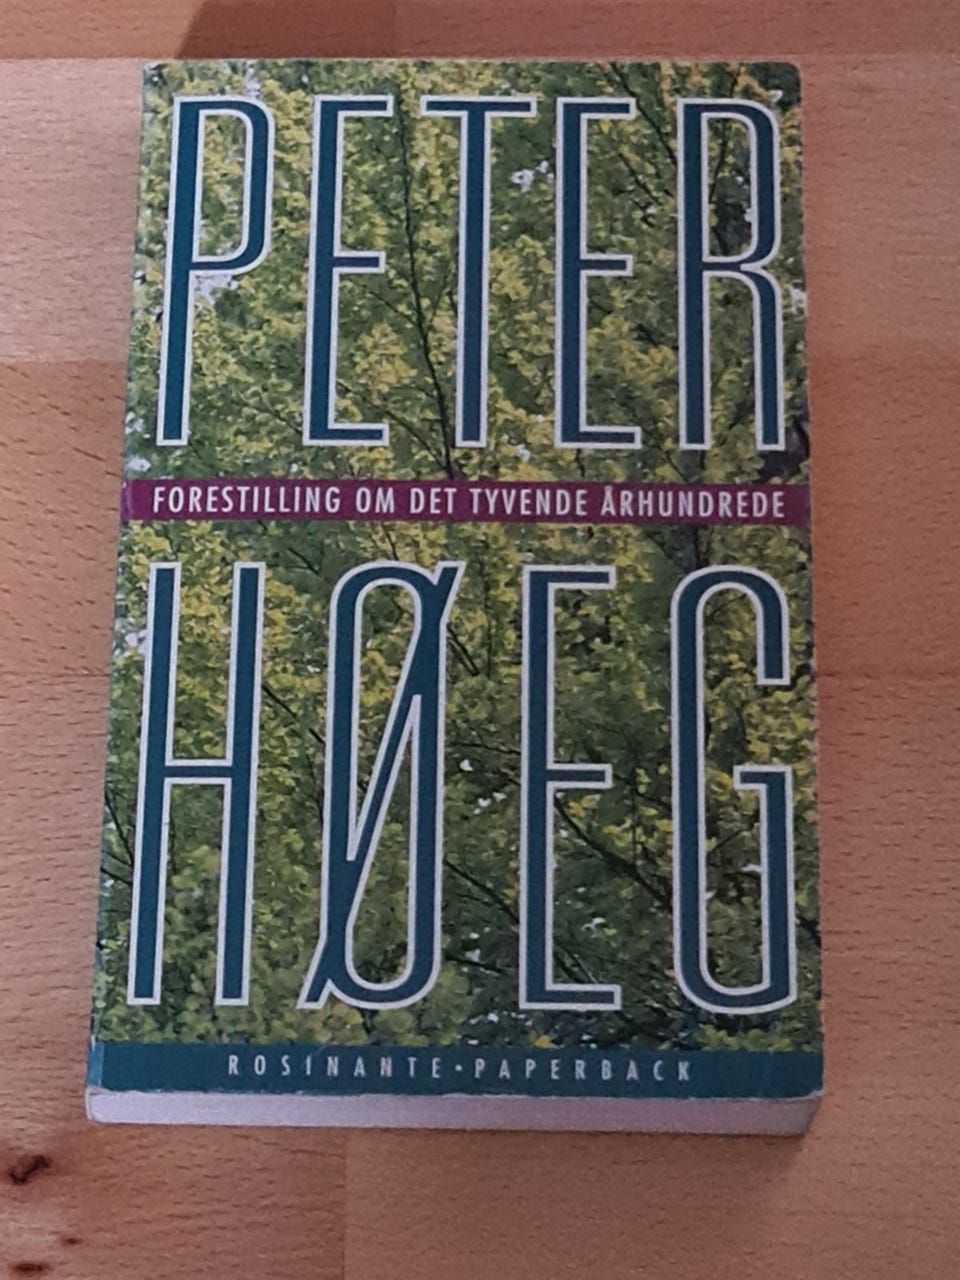 PETER
FORESTILLING OM DET TYVENDE ÅRHUNDREDE
HØEG
ROSINANTE • PAPERBACK